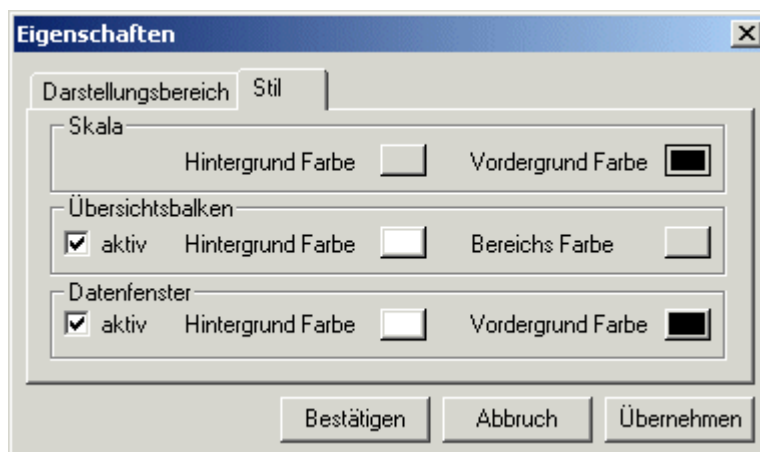 Eigenschaften
Darstellungsbereich Stil
Skala
Hintergrund Farbe Vordergrund Farbe
Übersichtsbalken
aktiv Hintergrund Farbe Bereichs Farbe
Datenfenster
aktiv Hintergrund Farbe Vordergrund Farbe
Bestätigen Abbruch Übernehmen